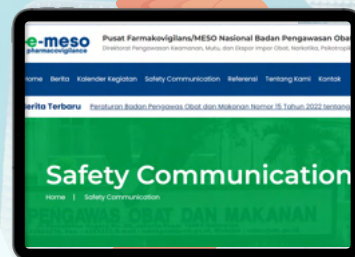 e-meso
pharmacovigilance
Pusat Farmakovigilans/MESO Nasional Badan Pengawasan Obat
Direktorat Pengawasan Keamanan, Mutu, dan Ekspor Impor Obat, Narkotika, Psikotropik
Home Berita Kalender Kegiatan Safety Communication Referensi Tentang Kami Kontak
Berita Terbaru Peraturan Badan Pengawas Obat dan Makanan Nomor 15 Tahun 2022 tentang
Safety Communication
Home | Safety Communication
PENGAWAS OBAT DAN MAKANAN